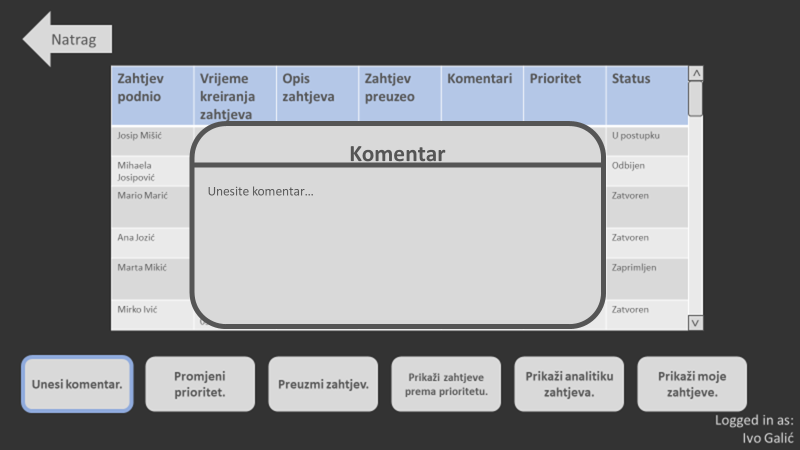 Natrag
Zahtjev podnio
Vrijeme kreiranja zahtjeva
Opis zahtjeva
Zahtjev preuzeo
Komentari
Prioritet
Status
Josip Mišić
U postupku
Mihaela Josipović
Odbijen
Mario Marić
Zatvoren
Ana Jozić
Zatvoren
Marta Mikić
Zaprimljen
Mirko Ivić
Zatvoren
Komentar
Unesite komentar...
Unesi komentar.
Promjeni
prioritet.
Preuzmi zahtjev.
Prikaži zahtjeve
prema prioritetu.
Prikaži analitiku
zahtjeva.
Prikaži moje
zahtjeve.
Logged in as:
Ivo Galić